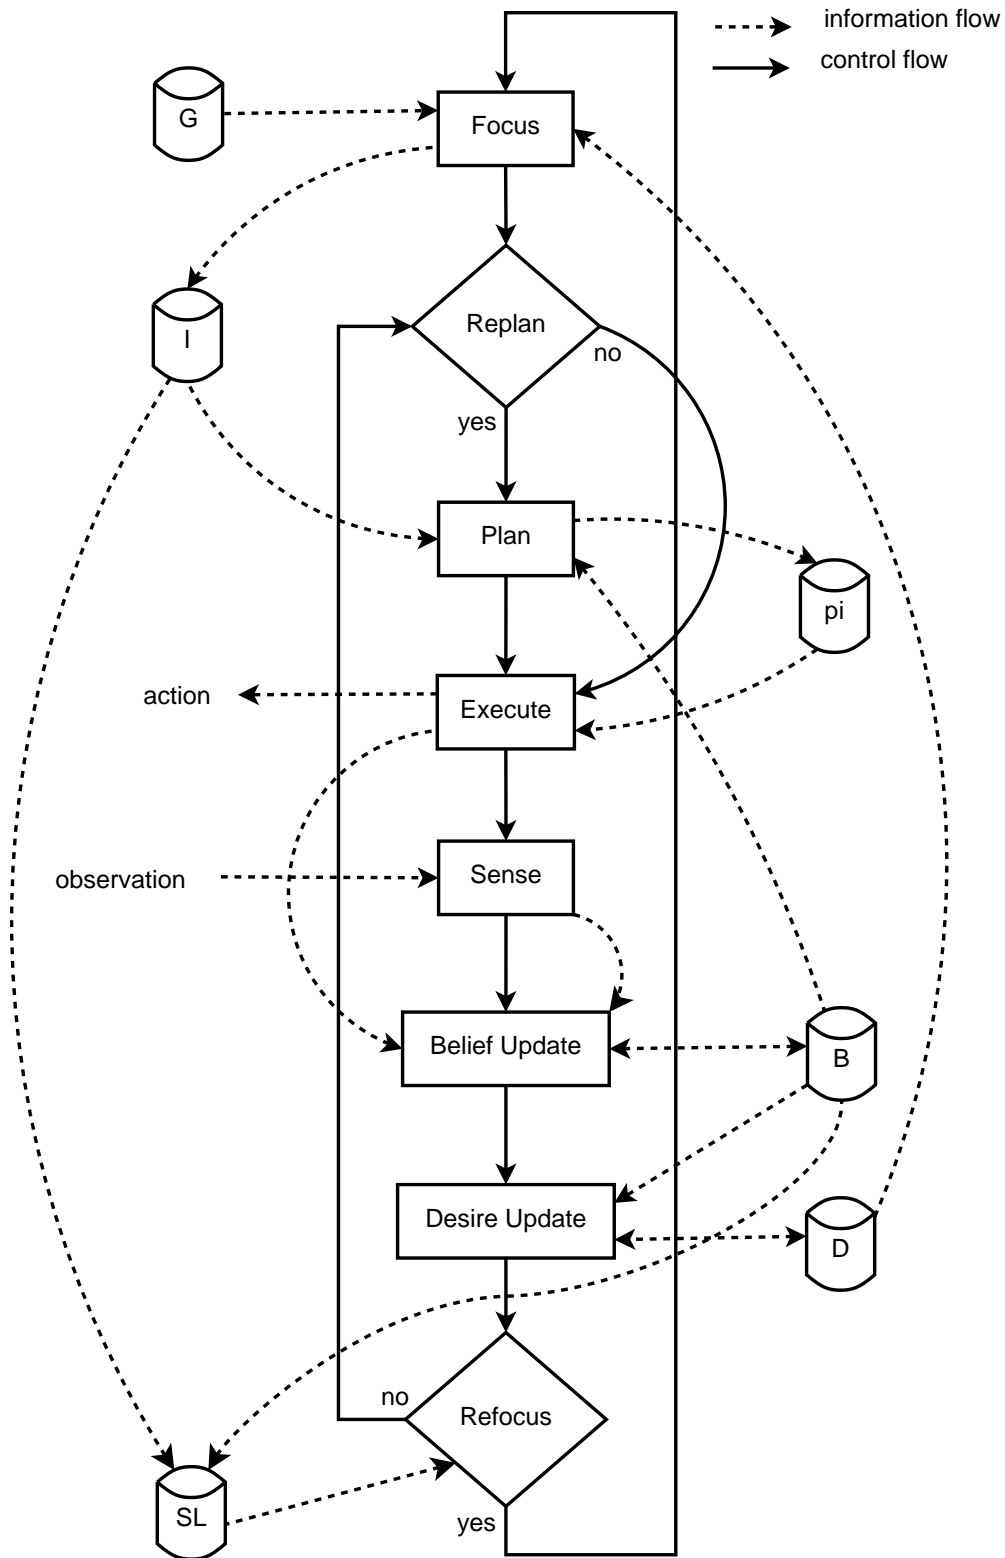 information flow
control flow
G
Focus
I
Replan
no
yes
Plan
pi
action
Execute
observation
Sense
Belief Update
B
Desire Update
D
no
Refocus
SL
yes